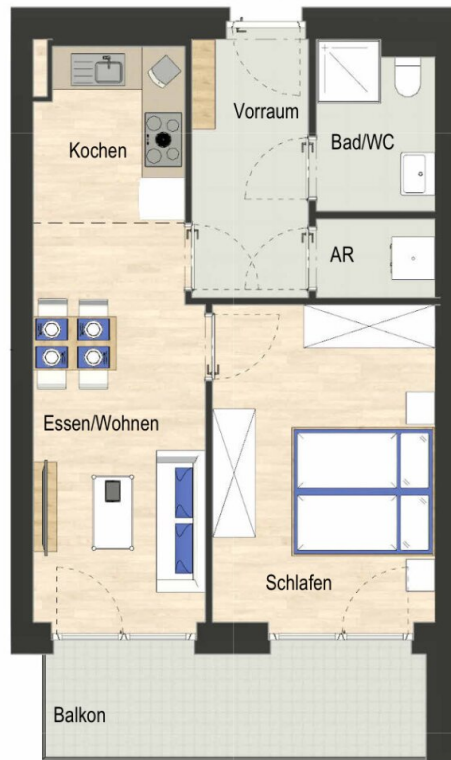 Vorraum
Kochen
Bad/WC
AR
Essen/Wohnen
Schlafen
Balkon